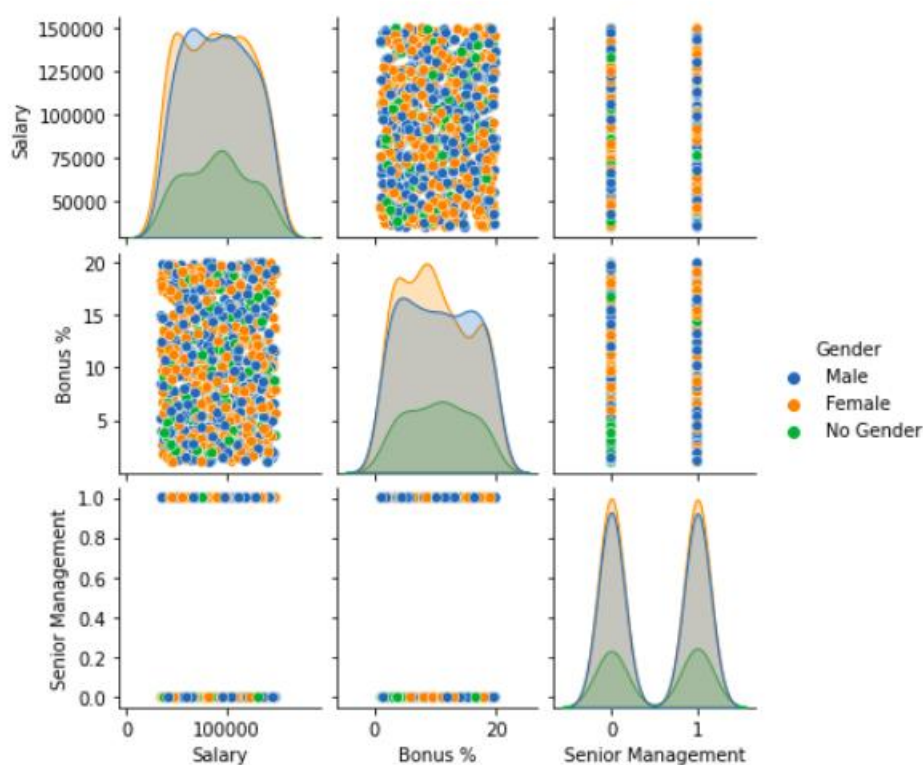 150000
125000
100000
75000
50000
Salary
20
15
10
5
Bonus %
Gender
Male
Female
No Gender
1.0
0.8
0.6
0.4
0.2
0.0
Senior Management
0 100000
Salary
0 20
Bonus %
0 1
Senior Management